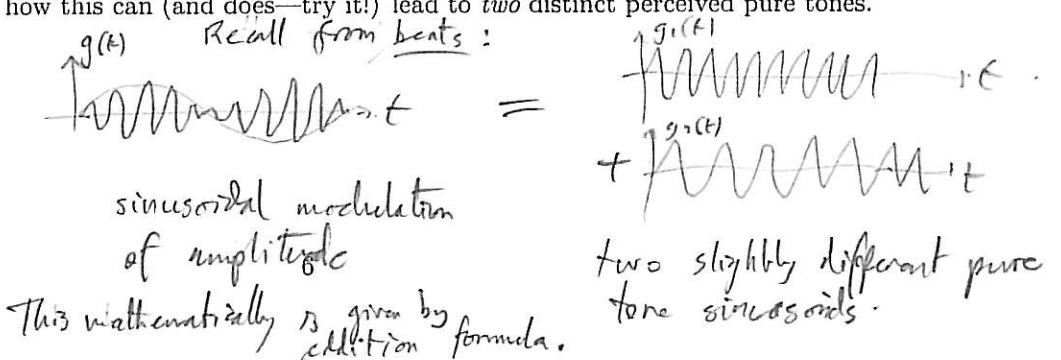 how this can (and does—try it!) lead to two distinct perceived pure tones.
g(t) Recall from beats :
g₁(t)
t = t
+ g₂(t)
t
sinusoidal modulation
of amplitude
two slightly different pure
tone sinusoids.
This mathematically is given by
addition formula.